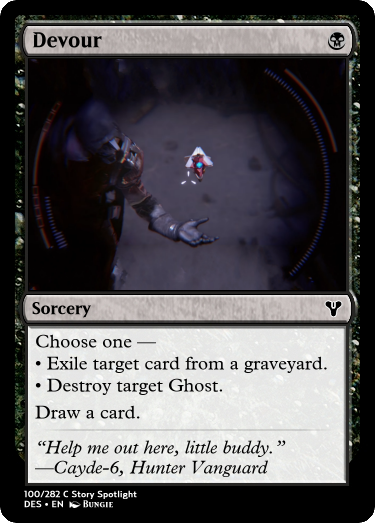 Devour
Sorcery
Choose one —
• Exile target card from a graveyard.
• Destroy target Ghost.
Draw a card.
“Help me out here, little buddy.”
—Cayde-6, Hunter Vanguard
100/282 C Story Spotlight
DES • EN Bungie